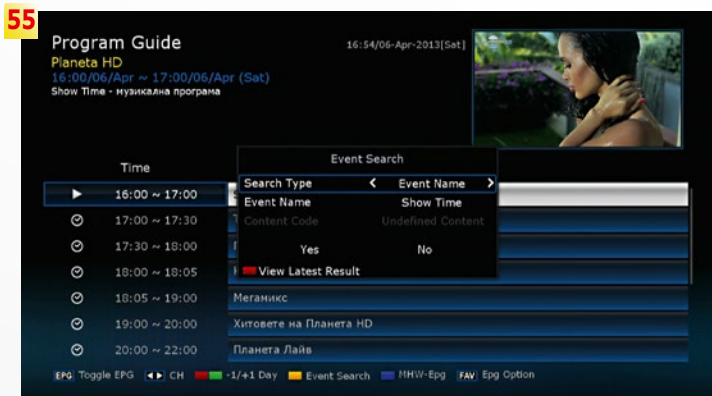 55
Program Guide
16:54/06-Apr-2013[Sat]
Planeta HD
16:00/06/Apr ~ 17:00/06/Apr (Sat)
Show Time - музикална програма
Time
Event Search
Search Type Event Name
Event Name Show Time
Content Code Undefined Content
Yes No
View Latest Result
16:00 ~ 17:00
17:00 ~ 17:30
17:30 ~ 18:00
18:00 ~ 18:05
18:05 ~ 19:00 Мегамикс
19:00 ~ 20:00 Хитовете на Планета HD
20:00 ~ 22:00 Планета Лайв
EPG Toggle EPG CH -1/+1 Day Event Search MHW-Epg FAV Epg Option